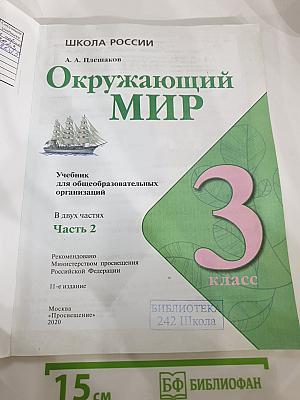 ШКОЛА РОССИИ
А. А. Плешаков
Окружающий
МИР
Учебник
для общеобразовательных
организаций
В двух частях
Часть 2
3
класс
Рекомендовано
Министерством просвещения
Российской Федерации
11-е издание
Москва
«Просвещение»
2020
БИБЛИОТЕКА
242 Школа
15 см
БФ БИБЛИОФАН